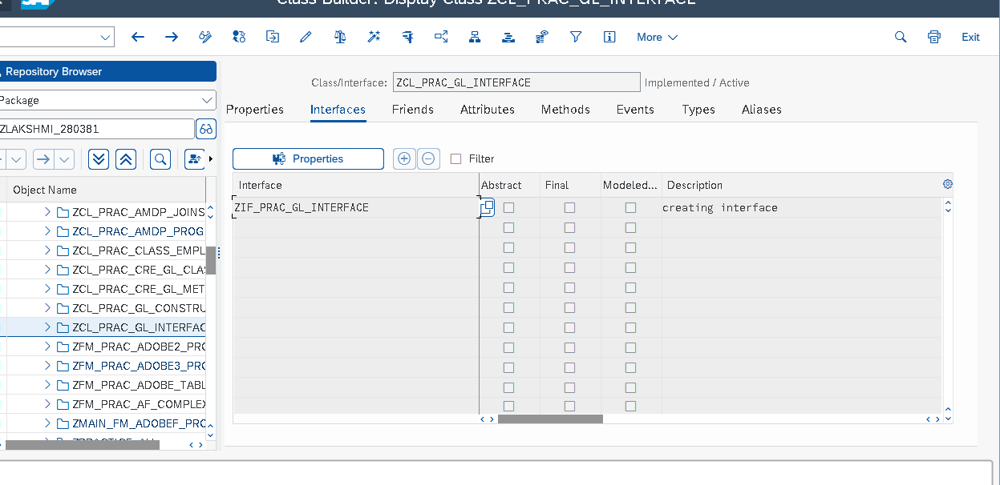 SAP
Class Builder: Display Class ZCL_PRAC_GL_INTERFACE
More
Exit
Repository Browser
Package
ZLAKSHMI_280381
Object Name
ZCL_PRAC_AMDP_JOINS
ZCL_PRAC_AMDP_PROG
ZCL_PRAC_CLASS_EMPL
ZCL_PRAC_CRE_GL_CLA
ZCL_PRAC_CRE_GL_MET
ZCL_PRAC_GL_CONSTRU
ZCL_PRAC_GL_INTERFAC
ZFM_PRAC_ADOBE2_PRO
ZFM_PRAC_ADOBE3_PRO
ZFM_PRAC_ADOBE_TABL
ZFM_PRAC_AF_COMPLEX
ZMAIN_FM_ADOBEF_PRO
Class/Interface: ZCL_PRAC_GL_INTERFACE Implemented / Active
Properties Interfaces Friends Attributes Methods Events Types Aliases
Properties Filter
Interface Abstract Final Modeled... Description
ZIF_PRAC_GL_INTERFACE creating interface